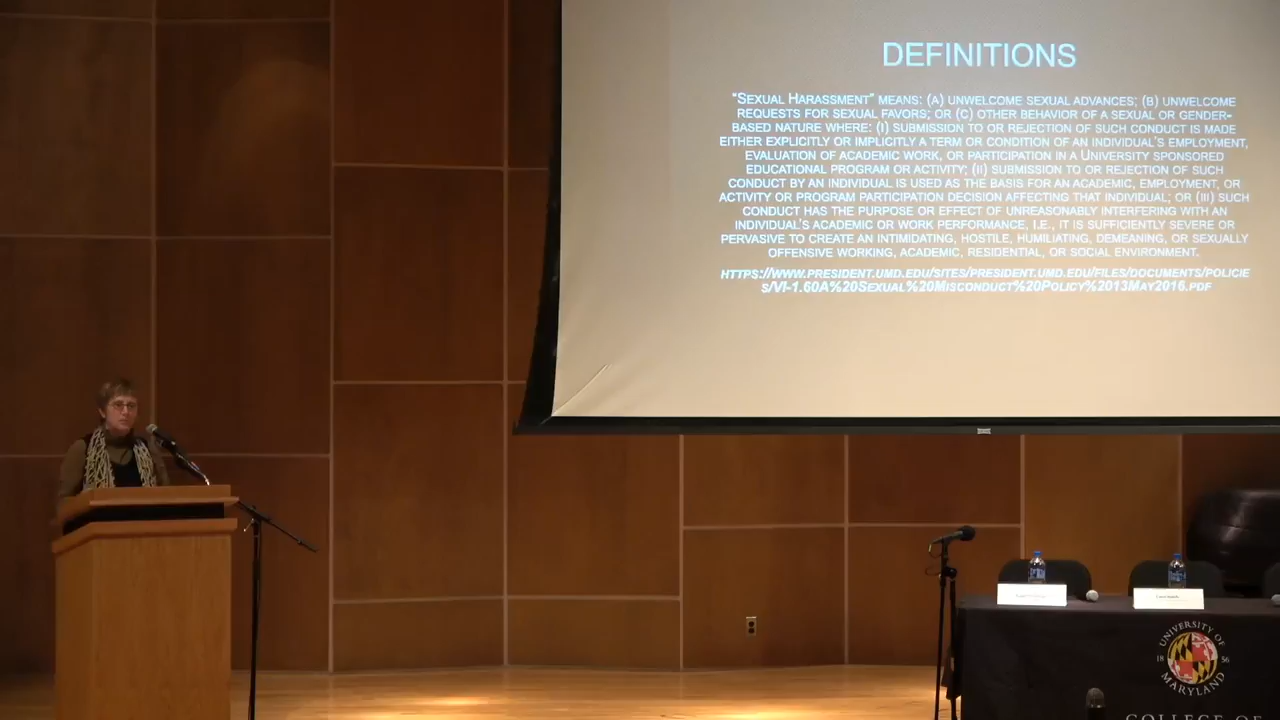 DEFINITIONS
“SEXUAL HARASSMENT” MEANS: (A) UNWELCOME SEXUAL ADVANCES; (B) UNWELCOME
REQUESTS FOR SEXUAL FAVORS; OR (C) OTHER BEHAVIOR OF A SEXUAL OR GENDER-
BASED NATURE WHERE: (I) SUBMISSION TO OR REJECTION OF SUCH CONDUCT IS MADE
EITHER EXPLICITLY OR IMPLICITLY A TERM OR CONDITION OF AN INDIVIDUAL'S EMPLOYMENT,
EVALUATION OF ACADEMIC WORK, OR PARTICIPATION IN A UNIVERSITY SPONSORED
EDUCATIONAL PROGRAM OR ACTIVITY; (II) SUBMISSION TO OR REJECTION OF SUCH
CONDUCT BY AN INDIVIDUAL IS USED AS THE BASIS FOR AN ACADEMIC, EMPLOYMENT, OR
ACTIVITY OR PROGRAM PARTICIPATION DECISION AFFECTING THAT INDIVIDUAL; OR (III) SUCH
CONDUCT HAS THE PURPOSE OR EFFECT OF UNREASONABLY INTERFERING WITH AN
INDIVIDUAL'S ACADEMIC OR WORK PERFORMANCE, I.E., IT IS SUFFICIENTLY SEVERE OR
PERVASIVE TO CREATE AN INTIMIDATING, HOSTILE, HUMILIATING, DEMEANING, OR SEXUALLY
OFFENSIVE WORKING, ACADEMIC, RESIDENTIAL, OR SOCIAL ENVIRONMENT.
HTTPS://WWW.PRESIDENT.UMD.EDU/SITES/PRESIDENT.UMD.EDU/FILES/DOCUMENTS/POLICIE
S/VI-1.60A%20SEXUAL%20MISCONDUCT%20POLICY%2013MAY2016.PDF
UNIVERSITY OF
18 56
MARYLAND
COLLEGE OF